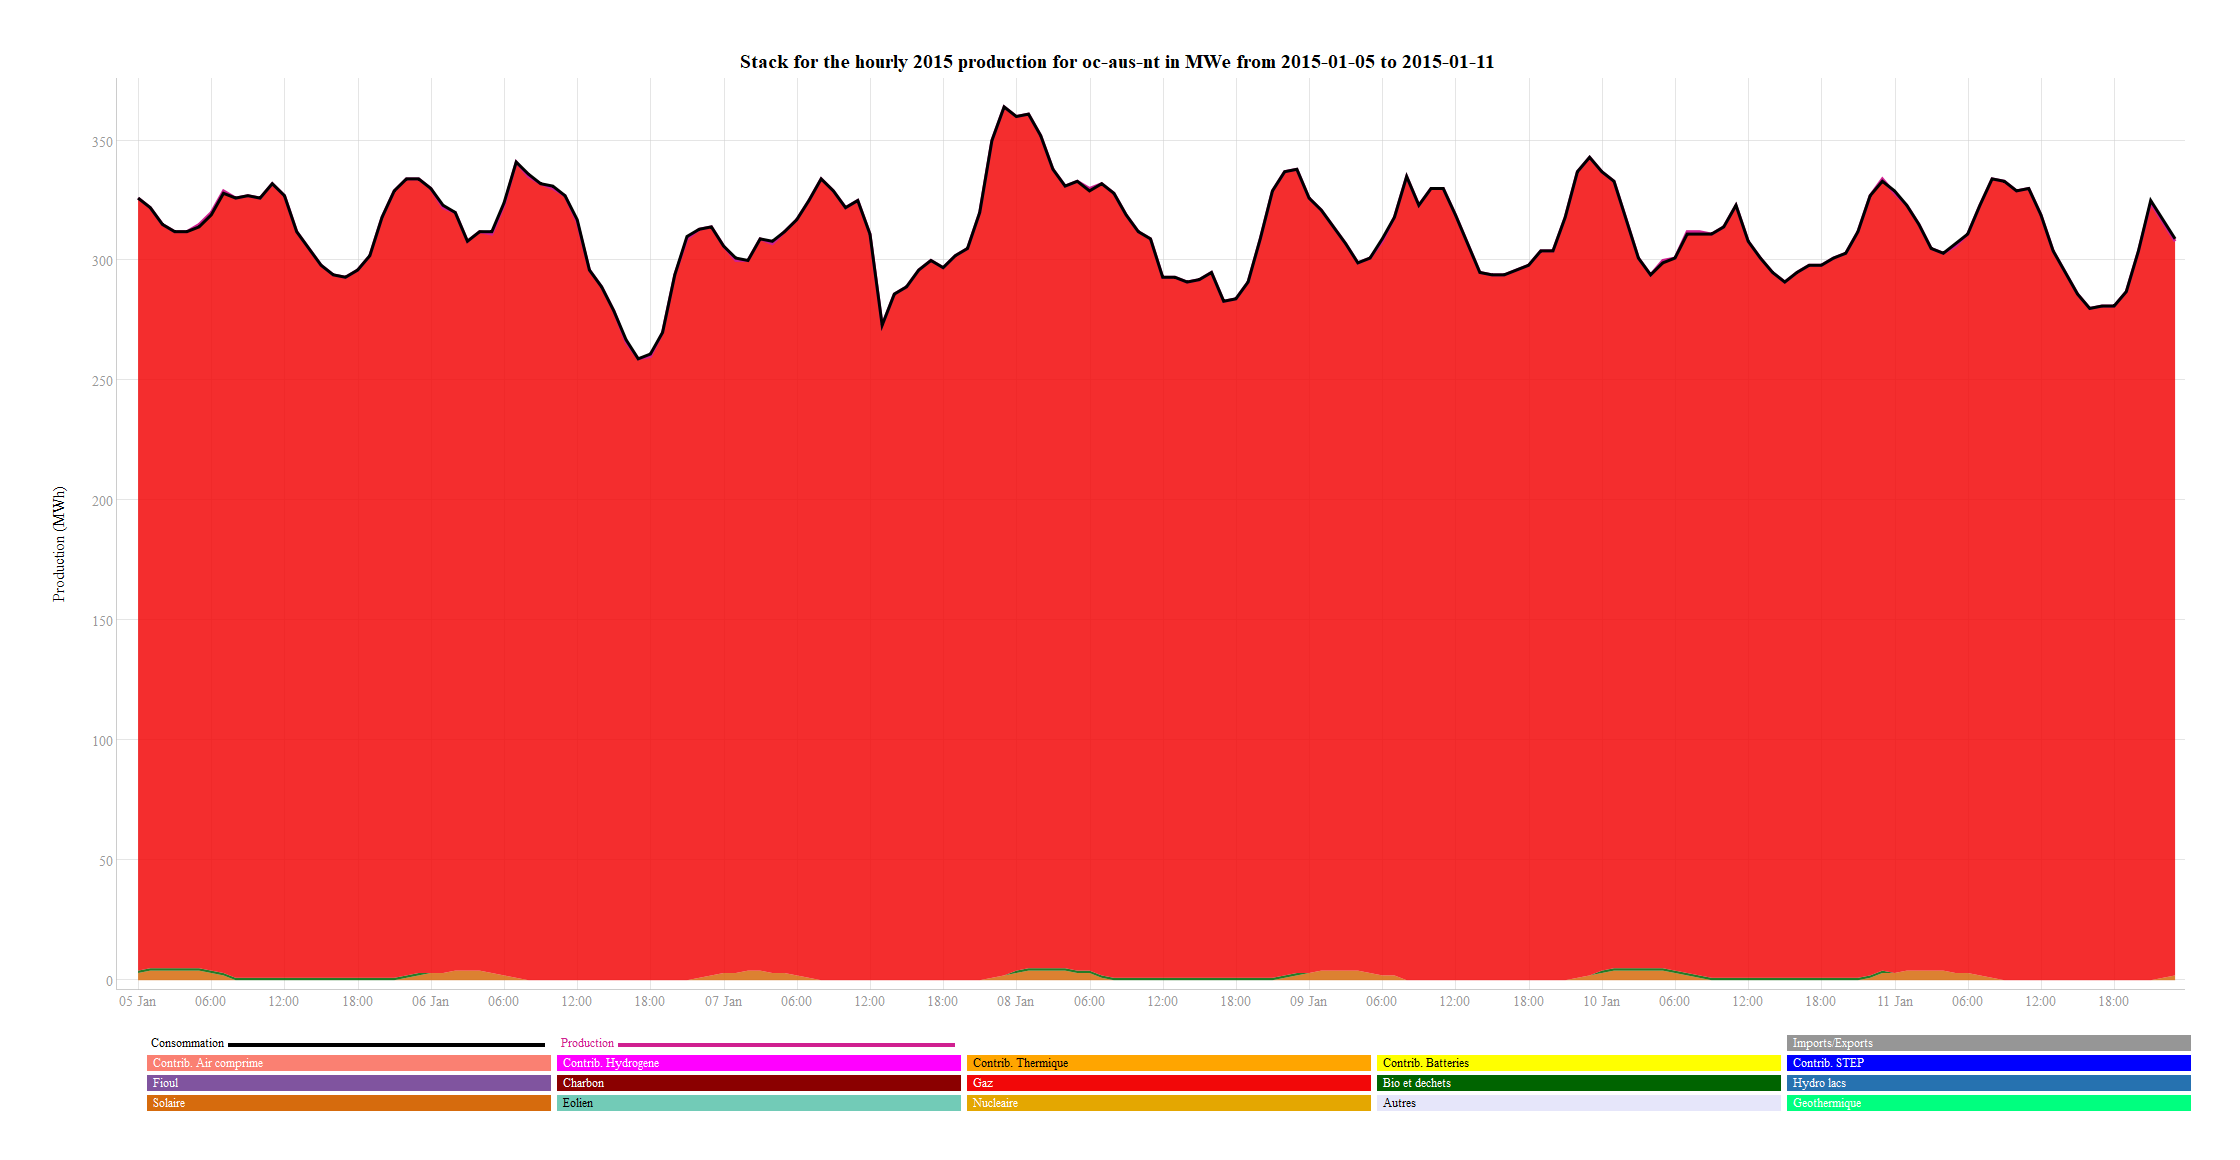 Stack for the hourly 2015 production for oc-aus-nt in MWe from 2015-01-05 to 2015-01-11
Production (MWh)
350
300
250
200
150
100
50
0
05 Jan 06:00 12:00 18:00 06 Jan 06:00 12:00 18:00 07 Jan 06:00 12:00 18:00 08 Jan 06:00 12:00 18:00 09 Jan 06:00 12:00 18:00 10 Jan 06:00 12:00 18:00 11 Jan 06:00 12:00 18:00
Consommation Production Imports/Exports
Contrib. Air comprime Contrib. Hydrogene Contrib. Thermique Contrib. Batteries Contrib. STEP
Fioul Charbon Gaz Bio et dechets Hydro lacs
Solaire Eolien Nucleaire Autres Geothermique